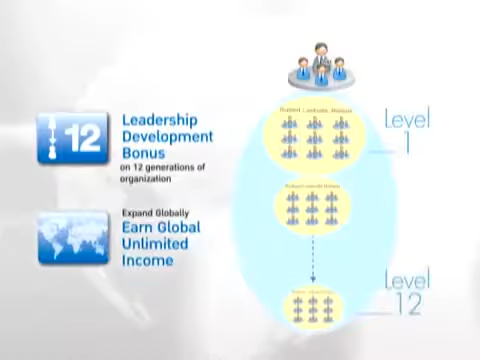 12
Leadership
Development
Bonus
on 12 generations of
organization
Expand Globally
Earn Global
Unlimited
Income
Level
1
Level
12